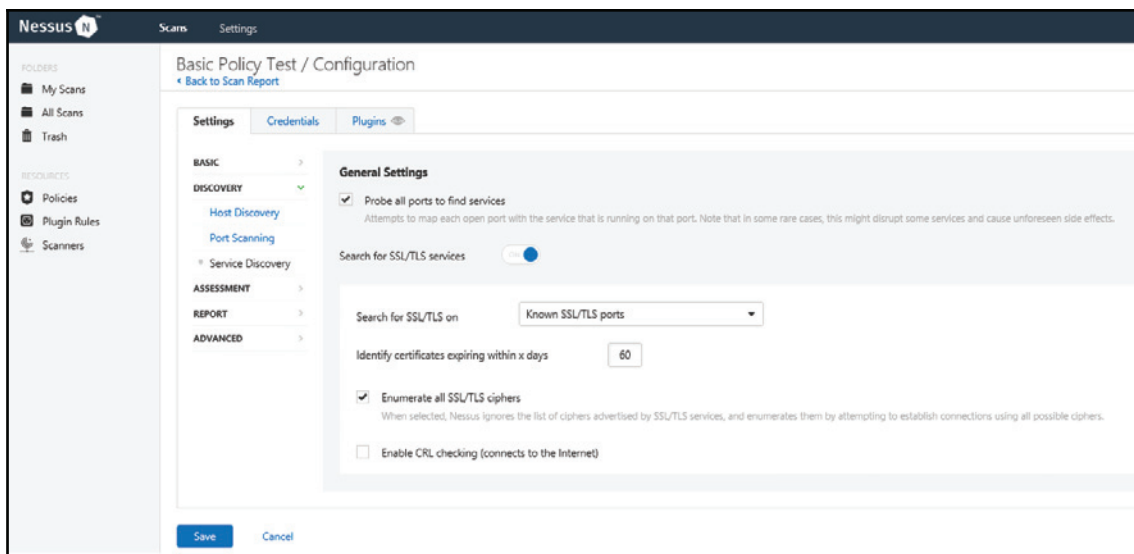 Nessus N
Scans Settings
FOLDERS
My Scans
All Scans
Trash
RESOURCES
Policies
Plugin Rules
Scanners
Basic Policy Test / Configuration
Back to Scan Report
Settings Credentials Plugins
BASIC
DISCOVERY
Host Discovery
Port Scanning
Service Discovery
ASSESSMENT
REPORT
ADVANCED
General Settings
Probe all ports to find services
Attempts to map each open port with the service that is running on that port. Note that in some rare cases, this might disrupt some services and cause unforeseen side effects.
Search for SSL/TLS services
Search for SSL/TLS on Known SSL/TLS ports
Identify certificates expiring within x days 60
Enumerate all SSL/TLS ciphers
When selected, Nessus ignores the list of ciphers advertised by SSL/TLS services, and enumerates them by attempting to establish connections using all possible ciphers.
Enable CRL checking (connects to the Internet)
Save Cancel